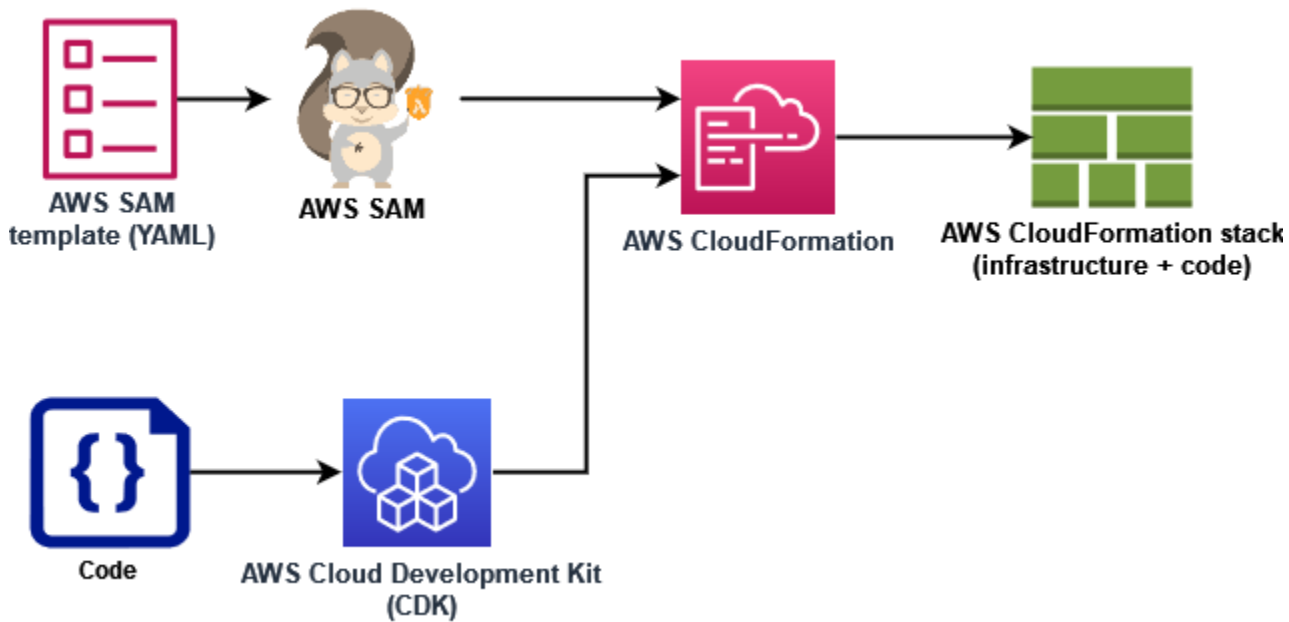 AWS SAM
template (YAML)
AWS SAM
AWS CloudFormation
AWS CloudFormation stack
(infrastructure + code)
{}
Code
AWS Cloud Development Kit
(CDK)